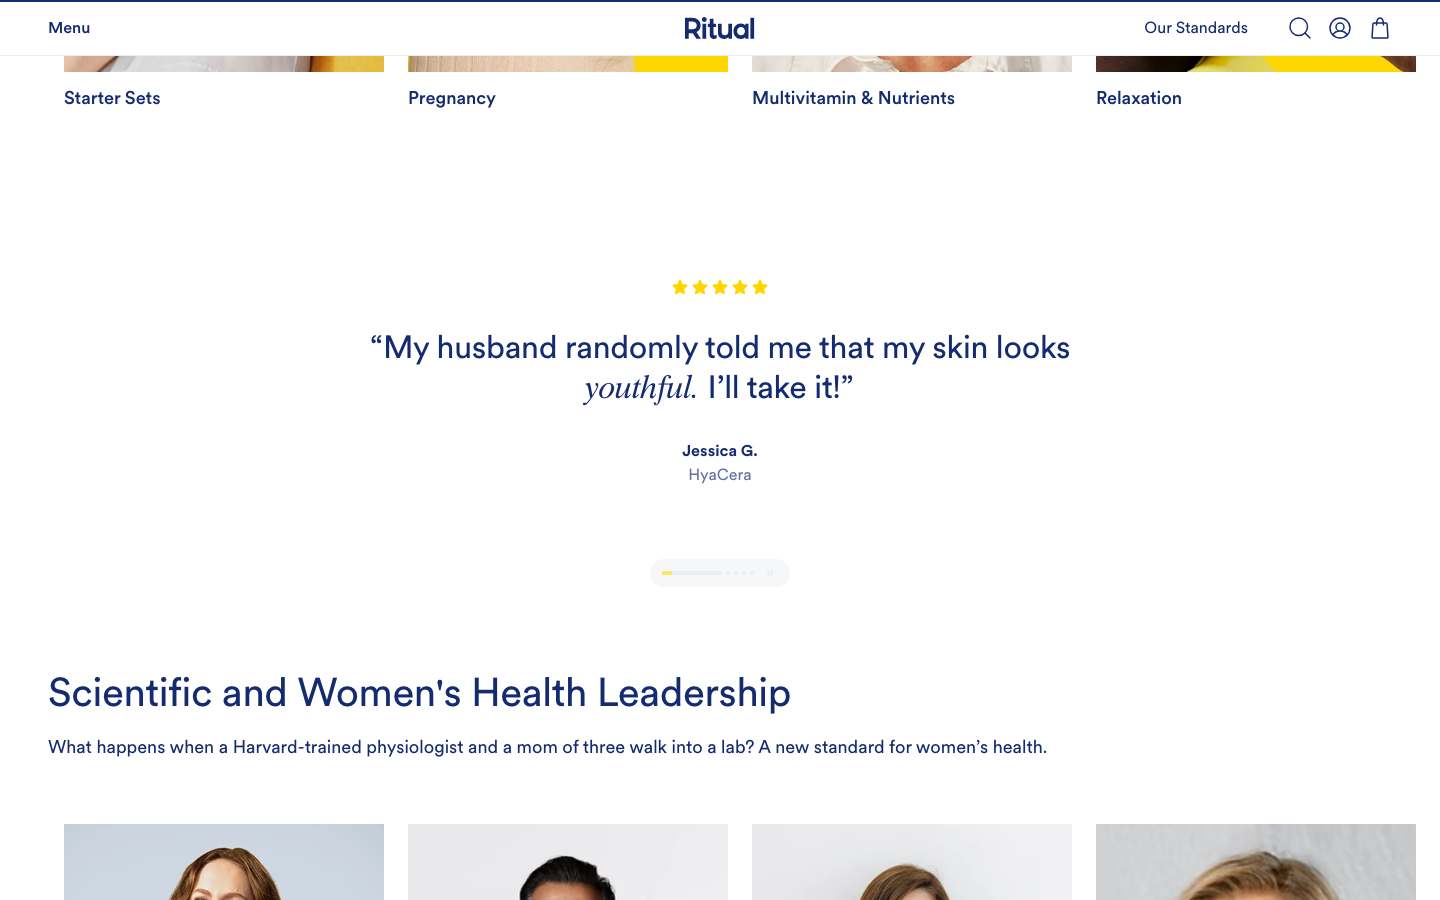 Menu
Ritual
Our Standards
Starter Sets
Pregnancy
Multivitamin & Nutrients
Relaxation
“My husband randomly told me that my skin looks
youthful. I’ll take it!”
Jessica G.
HyaCera
Scientific and Women's Health Leadership
What happens when a Harvard-trained physiologist and a mom of three walk into a lab? A new standard for women’s health.